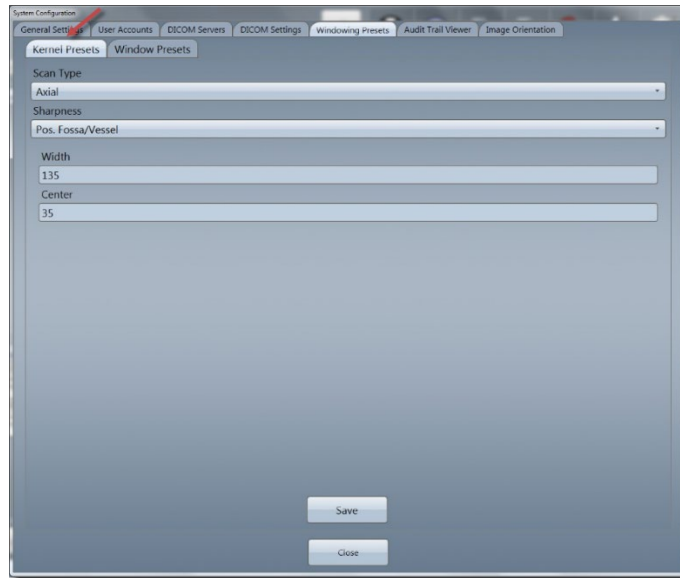 System Configuration
General Settings User Accounts DICOM Servers DICOM Settings Windowing Presets Audit Trail Viewer Image Orientation
Kernel Presets Window Presets
Scan Type
Axial
Sharpness
Pos. Fossa/Vessel
Width
135
Center
35
Save
Close